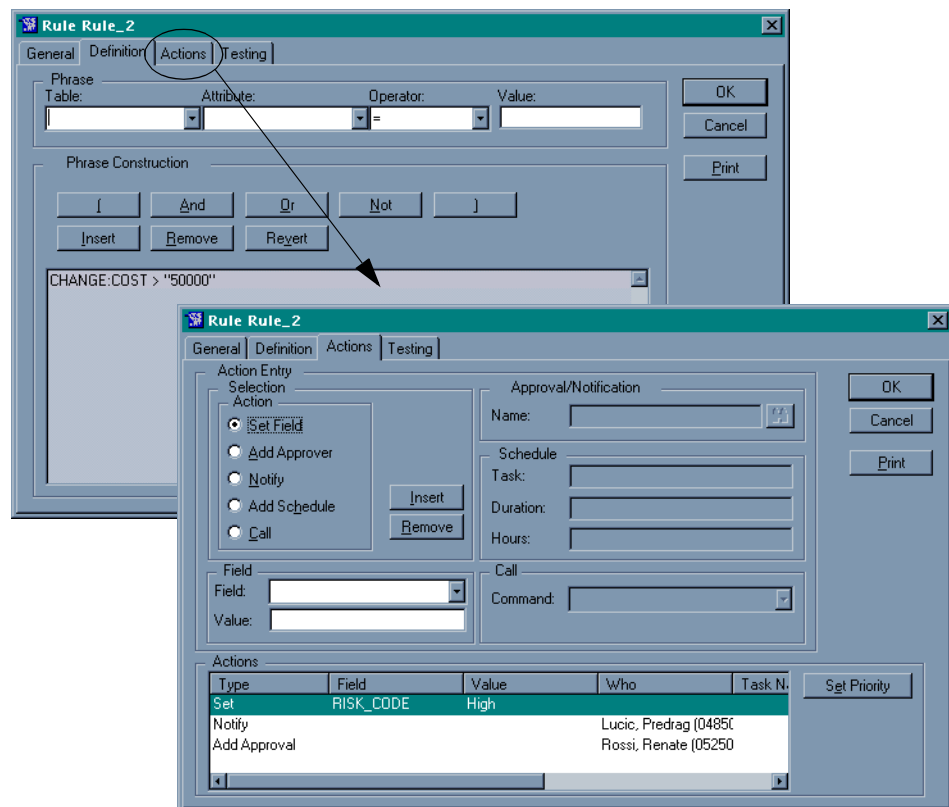 Rule Rule_2
General Definition Actions Testing
Phrase
Table: Attribute: Operator: Value:
=
OK
Cancel
Print
Phrase Construction
( And Or Not )
Insert Remove Revert
CHANGE:COST > "50000"
Rule Rule_2
General Definition Actions Testing
Action Entry
Selection
Action
Set Field
Add Approver
Notify
Add Schedule
Call
Insert
Remove
Approval/Notification
Name:
Schedule
Task:
Duration:
Hours:
OK
Cancel
Print
Field
Field:
Value:
Call
Command:
Actions
Type Field Value Who Task N
Set RISK_CODE High
Notify Lucic, Predrag (0485
Add Approval Rossi, Renate (05250
Set Priority